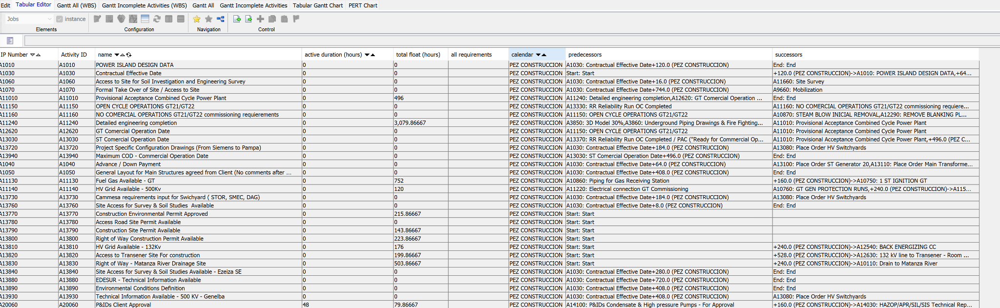 Edit Tabular Editor Gantt All (WBS) Gantt Incomplete Activities (WBS) Gantt All Gantt Incomplete Activities Tabular Gantt Chart PERT Chart
Jobs instance
Elements Configuration Navigation Control
IP Number Activity ID name active duration (hours) total float (hours) all requirements calendar predecessors successors
A1010 A1010 POWER ISLAND DESIGN DATA 0 0 PEZ CONSTRUCCION A1030: Contractual Effective Date+120.0 (PEZ CONSTRUCCION) End: End
A1030 A1030 Contractual Effective Date 0 0 PEZ CONSTRUCCION Start: Start +120.0 (PEZ CONSTRUCCION)->A1010: POWER ISLAND DESIGN DATA,+64...
A1060 A1060 Access to Site for Soil Investigation and Engineering Survey 0 0 PEZ CONSTRUCCION A1030: Contractual Effective Date+16.0 (PEZ CONSTRUCCION) A11660: Site Survey
A1070 A1070 Formal Take Over of Site / Access to Site 0 0 PEZ CONSTRUCCION A1030: Contractual Effective Date+744.0 (PEZ CONSTRUCCION) A9660: Mobilization
A11010 A11010 Provisional Acceptance Combined Cycle Power Plant 0 496 PEZ CONSTRUCCION A11240: Detailed engineering completion,A12620: GT Comercial Operation ... End: End
A11150 A11150 OPEN CYCLE OPERATIONS GT21/GT22 0 0 PEZ CONSTRUCCION A13330: RR Reliability Run OC Completed A11160: NO COMERCIAL OPERATIONS GT21/GT22 commissioning requiere...
A11160 A11160 NO COMERCIAL OPERATIONS GT21/GT22 commissioning requierements 0 0 PEZ CONSTRUCCION A11150: OPEN CYCLE OPERATIONS GT21/GT22 A10870: STEAM BLOW INICIAL REMOVAL,A12290: REMOVE BLANKING PL...
A11240 A11240 Detailed engineering completion 0 3,079.86667 PEZ CONSTRUCCION A3850: 3D Model 30%,A3860: Underground Piping Drawings & Fire Fighting... A11010: Provisional Acceptance Combined Cycle Power Plant
A12620 A12620 GT Comercial Operation Date 0 0 PEZ CONSTRUCCION A11150: OPEN CYCLE OPERATIONS GT21/GT22 A11010: Provisional Acceptance Combined Cycle Power Plant
A13030 A13030 ST Comercial Operation Date 0 0 PEZ CONSTRUCCION A13370: RR Reliability Run OC Completed / PAC ("Ready for Commercial Op... A11010: Provisional Acceptance Combined Cycle Power Plant,+496.0 (PEZ C...
A13720 A13720 Project Specific Configuration Drawings (From Siemens to Pampa) 0 0 PEZ CONSTRUCCION A1030: Contractual Effective Date+184.0 (PEZ CONSTRUCCION) A13080: Place Order HV Switchyards
A13940 A13940 Maximum COD - Commercial Operation Date 0 0 PEZ CONSTRUCCION A13030: ST Comercial Operation Date+496.0 (PEZ CONSTRUCCION) End: End
A1040 A1040 Advance / Down Payment 0 0 PEZ CONSTRUCCION A1030: Contractual Effective Date+64.0 (PEZ CONSTRUCCION) A13100: Place Order ST Generator 20,A13110: Place Order Main Transforme...
A1050 A1050 General Layout for Main Structures agreed from Client (No comments after ... 0 0 PEZ CONSTRUCCION A1030: Contractual Effective Date+408.0 (PEZ CONSTRUCCION) End: End
A11130 A11130 Fuel Gas Available - GT 0 752 PEZ CONSTRUCCION A10860: Piping for Gas Receiving Station +160.0 (PEZ CONSTRUCCION)->A10750: 1 ST IGNITION GT
A11140 A11140 HV Grid Available - 500Kv 0 120 PEZ CONSTRUCCION A11220: Electrical connection GT Commissioning A10760: GT GEN PROTECTION RUNS,+240.0 (PEZ CONSTRUCCION)->A115...
A13730 A13730 Cammesa requirements input for Swichyard ( STOR, SMEC, DAG) 0 0 PEZ CONSTRUCCION A1030: Contractual Effective Date+184.0 (PEZ CONSTRUCCION) A13080: Place Order HV Switchyards
A13760 A13760 Site Access for Survey & Soil Studies Available 0 0 PEZ CONSTRUCCION A1030: Contractual Effective Date+8.0 (PEZ CONSTRUCCION) End: End
A13770 A13770 Construction Environmental Permit Approved 0 215.86667 PEZ CONSTRUCCION Start: Start
A13780 A13780 Access Road Site Permit Available 0 0 PEZ CONSTRUCCION Start: Start
A13790 A13790 Construction Site Permit Available 0 143.86667 PEZ CONSTRUCCION Start: Start
A13800 A13800 Right of Way Construction Permit Available 0 223.86667 PEZ CONSTRUCCION Start: Start
A13810 A13810 HV Grid Available - 132Kv 0 176 PEZ CONSTRUCCION Start: Start +240.0 (PEZ CONSTRUCCION)->A12540: BACK ENERGIZING CC
A13820 A13820 Access to Transener Site For construction 0 199.86667 PEZ CONSTRUCCION Start: Start +528.0 (PEZ CONSTRUCCION)->A12630: 132 kV line to Transener - Room ...
A13830 A13830 Right of Way - Matanza River Drainage Site 0 503.86667 PEZ CONSTRUCCION Start: Start +240.0 (PEZ CONSTRUCCION)->A10110: Drain to Matanza River
A13840 A13840 Site Access for Survey & Soil Studies Available - Ezeiza SE 0 0 PEZ CONSTRUCCION A1030: Contractual Effective Date+280.0 (PEZ CONSTRUCCION) End: End
A13880 A13880 EDESUR - Technical Information Available 0 0 PEZ CONSTRUCCION A1030: Contractual Effective Date+720.0 (PEZ CONSTRUCCION) End: End
A13890 A13890 Environmental Conditions Definition 0 0 PEZ CONSTRUCCION A1030: Contractual Effective Date+408.0 (PEZ CONSTRUCCION) End: End
A13930 A13930 Technical Information Available - 500 KV - Genelba 0 0 PEZ CONSTRUCCION A1030: Contractual Effective Date+408.0 (PEZ CONSTRUCCION) A13080: Place Order HV Switchyards
A20060 A20060 P&IDs Client Approval 48 79.86667 PEZ CONSTRUCCION A14100: P&IDs Condensate & High pressure Pumps - For Approval +160.0 (PEZ CONSTRUCCION)->A14030: HAZOP/APR/SIL/SIS Technical Rep...